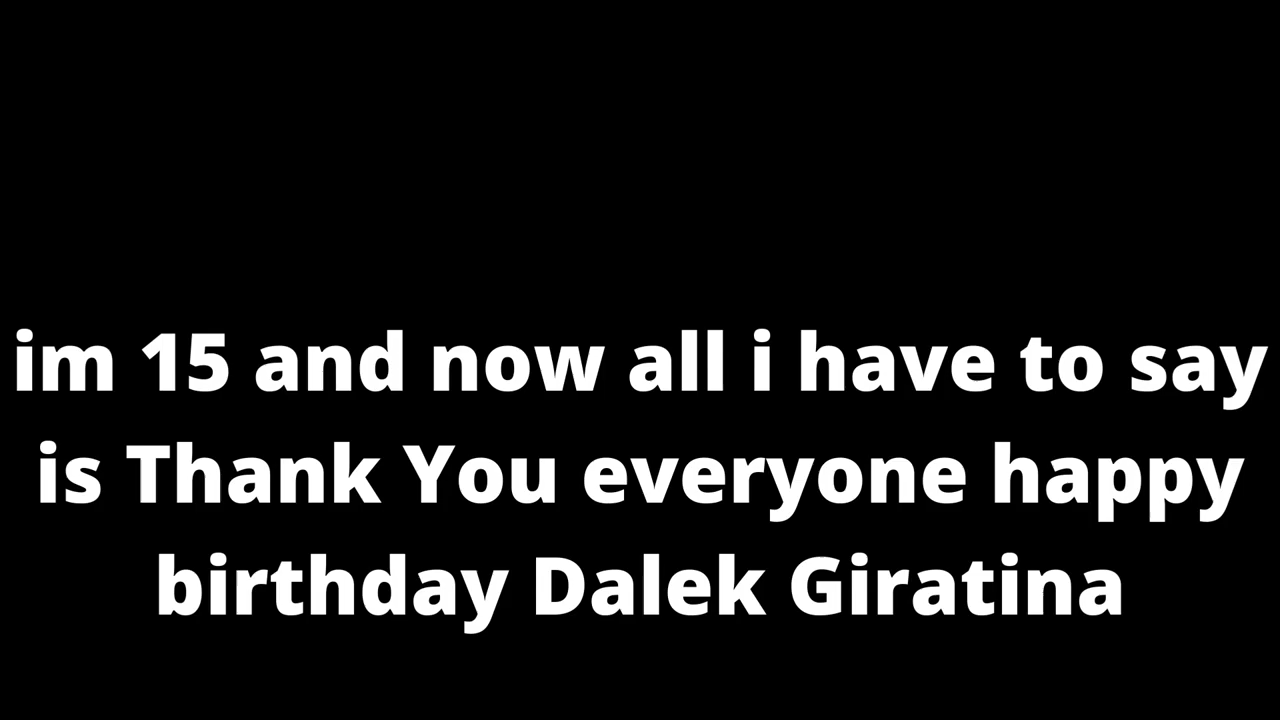 im 15 and now all i have to say
is Thank You everyone happy
birthday Dalek Giratina